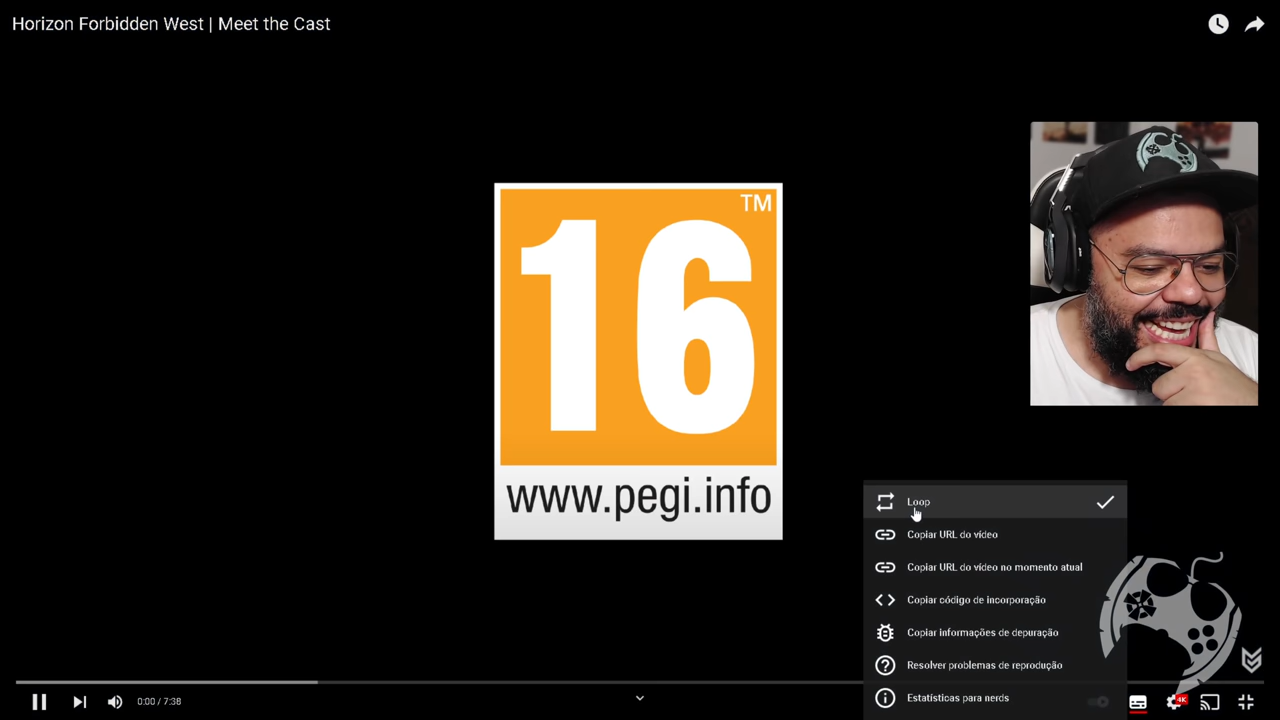 Horizon Forbidden West | Meet the Cast
TM
16
www.pegi.info
Loop
Copiar URL do vídeo
Copiar URL do vídeo no momento atual
Copiar código de incorporação
Copiar informações de depuração
Resolver problemas de reprodução
Estatísticas para nerds
0:00 / 7:38
4K